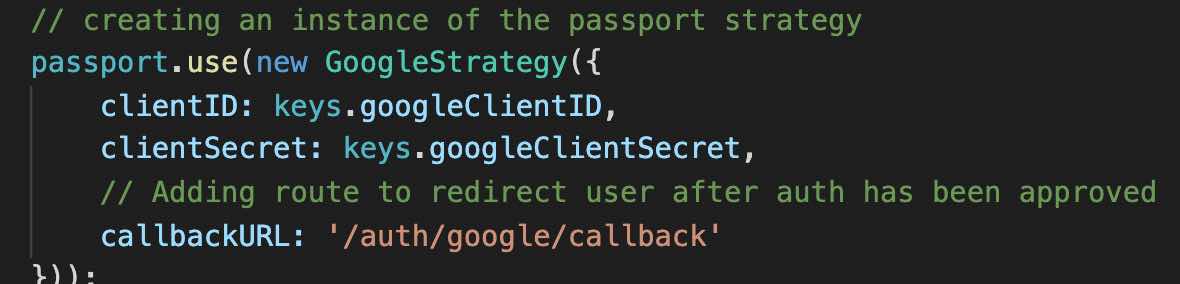 // creating an instance of the passport strategy
passport.use(new GoogleStrategy({
clientID: keys.googleClientID,
clientSecret: keys.googleClientSecret,
// Adding route to redirect user after auth has been approved
callbackURL: '/auth/google/callback'
}));